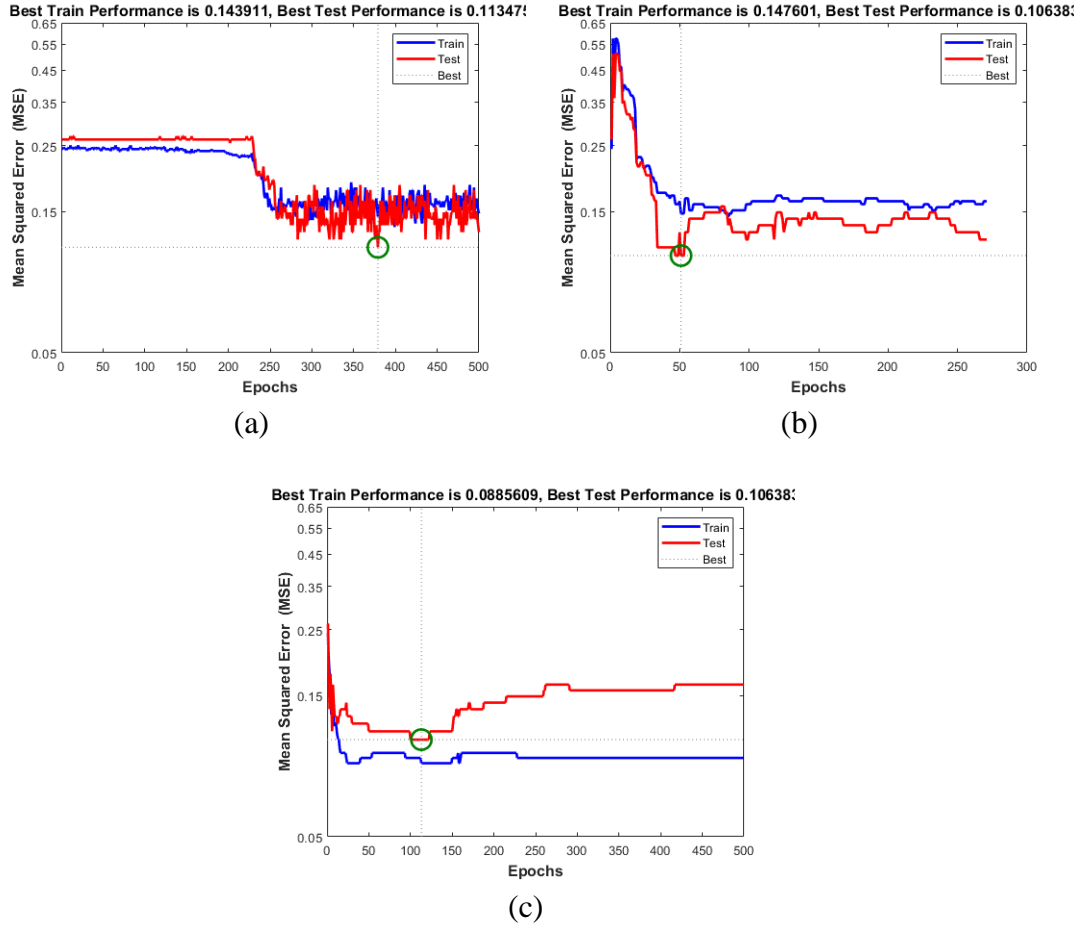 Best Train Performance is 0.143911, Best Test Performance is 0.113475
0.65
0.55
0.45
0.35
0.25
0.15
0.05
Mean Squared Error (MSE)
Train
Test
Best
0 50 100 150 200 250 300 350 400 450 500
Epochs
(a)
Best Train Performance is 0.147601, Best Test Performance is 0.106383
0.65
0.55
0.45
0.35
0.25
0.15
0.05
Mean Squared Error (MSE)
Train
Test
Best
0 50 100 150 200 250 300
Epochs
(b)
Best Train Performance is 0.0885609, Best Test Performance is 0.106383
0.65
0.55
0.45
0.35
0.25
0.15
0.05
Mean Squared Error (MSE)
Train
Test
Best
0 50 100 150 200 250 300 350 400 450 500
Epochs
(c)